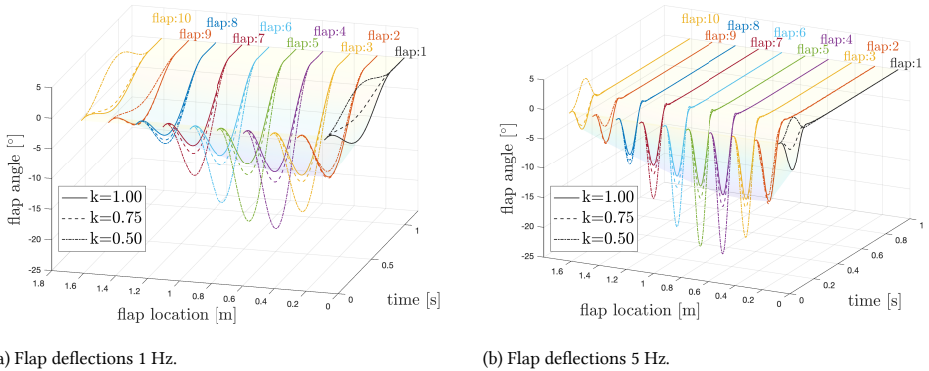 flap:10
flap:9
flap:8
flap:7
flap:6
flap:5
flap:4
flap:3
flap:2
flap:1
5
0
-5
-10
-15
-20
-25
flap angle [°]
k=1.00
k=0.75
k=0.50
1.8
1.6
1.4
1.2
1
0.8
0.6
0.4
0.2
0
flap location [m]
0
0.5
1
time [s]
a) Flap deflections 1 Hz.
flap:10
flap:9
flap:8
flap:7
flap:6
flap:5
flap:4
flap:3
flap:2
flap:1
5
0
-5
-10
-15
-20
-25
flap angle [°]
k=1.00
k=0.75
k=0.50
1.6
1.4
1.2
1
0.8
0.6
0.4
0.2
0
flap location [m]
0
0.2
0.4
0.6
0.8
1
time [s]
(b) Flap deflections 5 Hz.